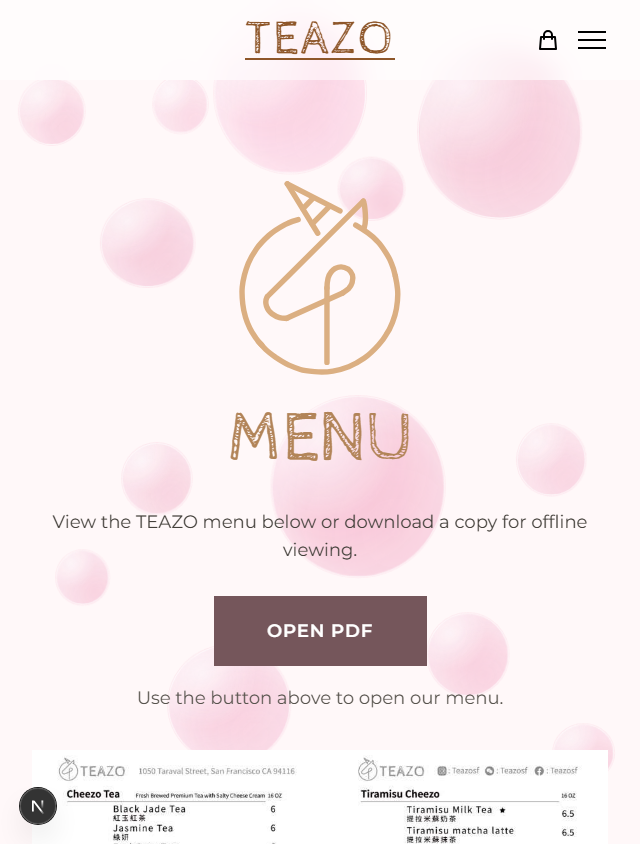 TEAZO
MENU
View the TEAZO menu below or download a copy for offline
viewing.
OPEN PDF
Use the button above to open our menu.
TEAZO
1050 Taraval Street, San Francisco CA 94116
Cheezo Tea Fresh Brewed Premium Tea with Salty Cheese Cream 16 OZ
Black Jade Tea 6
紅玉紅茶
Jasmine Tea 6
綠妍
TEAZO
: Teazosf : Teazosf : Teazosf
Tiramisu Cheezo 16 OZ
Tiramisu Milk Tea ★ 6.5
提拉米蘇奶茶
Tiramisu matcha latte 6.5
提拉米蘇抹茶
N